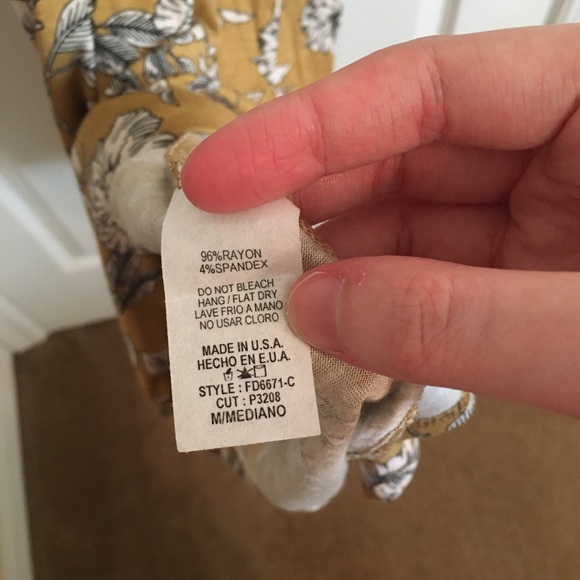 96%RAYON
4%SPANDEX
DO NOT BLEACH
HANG / FLAT DRY
LAVE FRIO A MANO
NO USAR CLORO
MADE IN U.S.A.
HECHO EN E.U.A.
STYLE : FD6671-C
CUT : P3208
M/MEDIANO